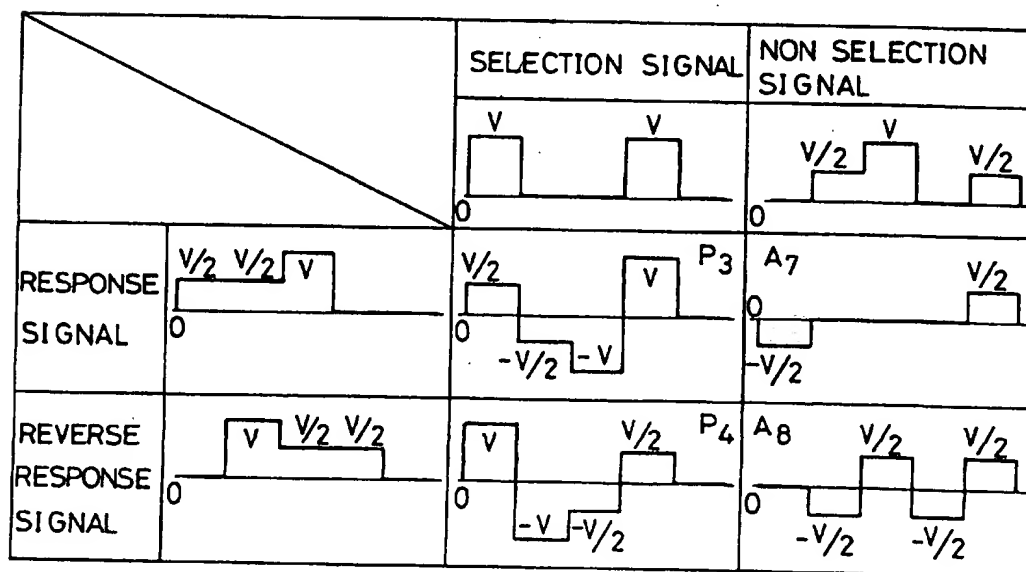 SELECTION SIGNAL
NON SELECTION
SIGNAL
V V
0
V/2 V V/2
0
RESPONSE
SIGNAL
V/2 V/2 V
0
P3
V/2 V
0
-V/2 -V
A7
0 V/2
-V/2
REVERSE
RESPONSE
SIGNAL
V V/2 V/2
0
P4
V V/2
0
-V -V/2
A8
V/2 V/2
0
-V/2 -V/2